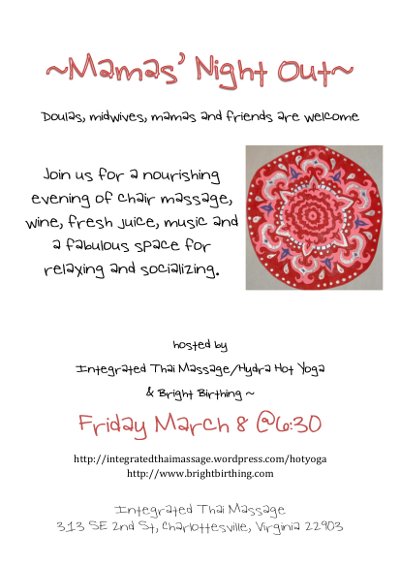 ~Mamas' Night Out~
Doulas, midwives, mamas and friends are welcome
Join us for a nourishing
evening of chair massage,
wine, fresh juice, music and
a fabulous space for
relaxing and socializing.
hosted by
Integrated Thai Massage/Hydra Hot Yoga
& Bright Birthing ~
Friday March 8 @6:30
http://integratedthaimassage.wordpress.com/hotyoga
http://www.brightbirthing.com
Integrated Thai Massage
313 SE 2nd St, Charlottesville, Virginia 22903